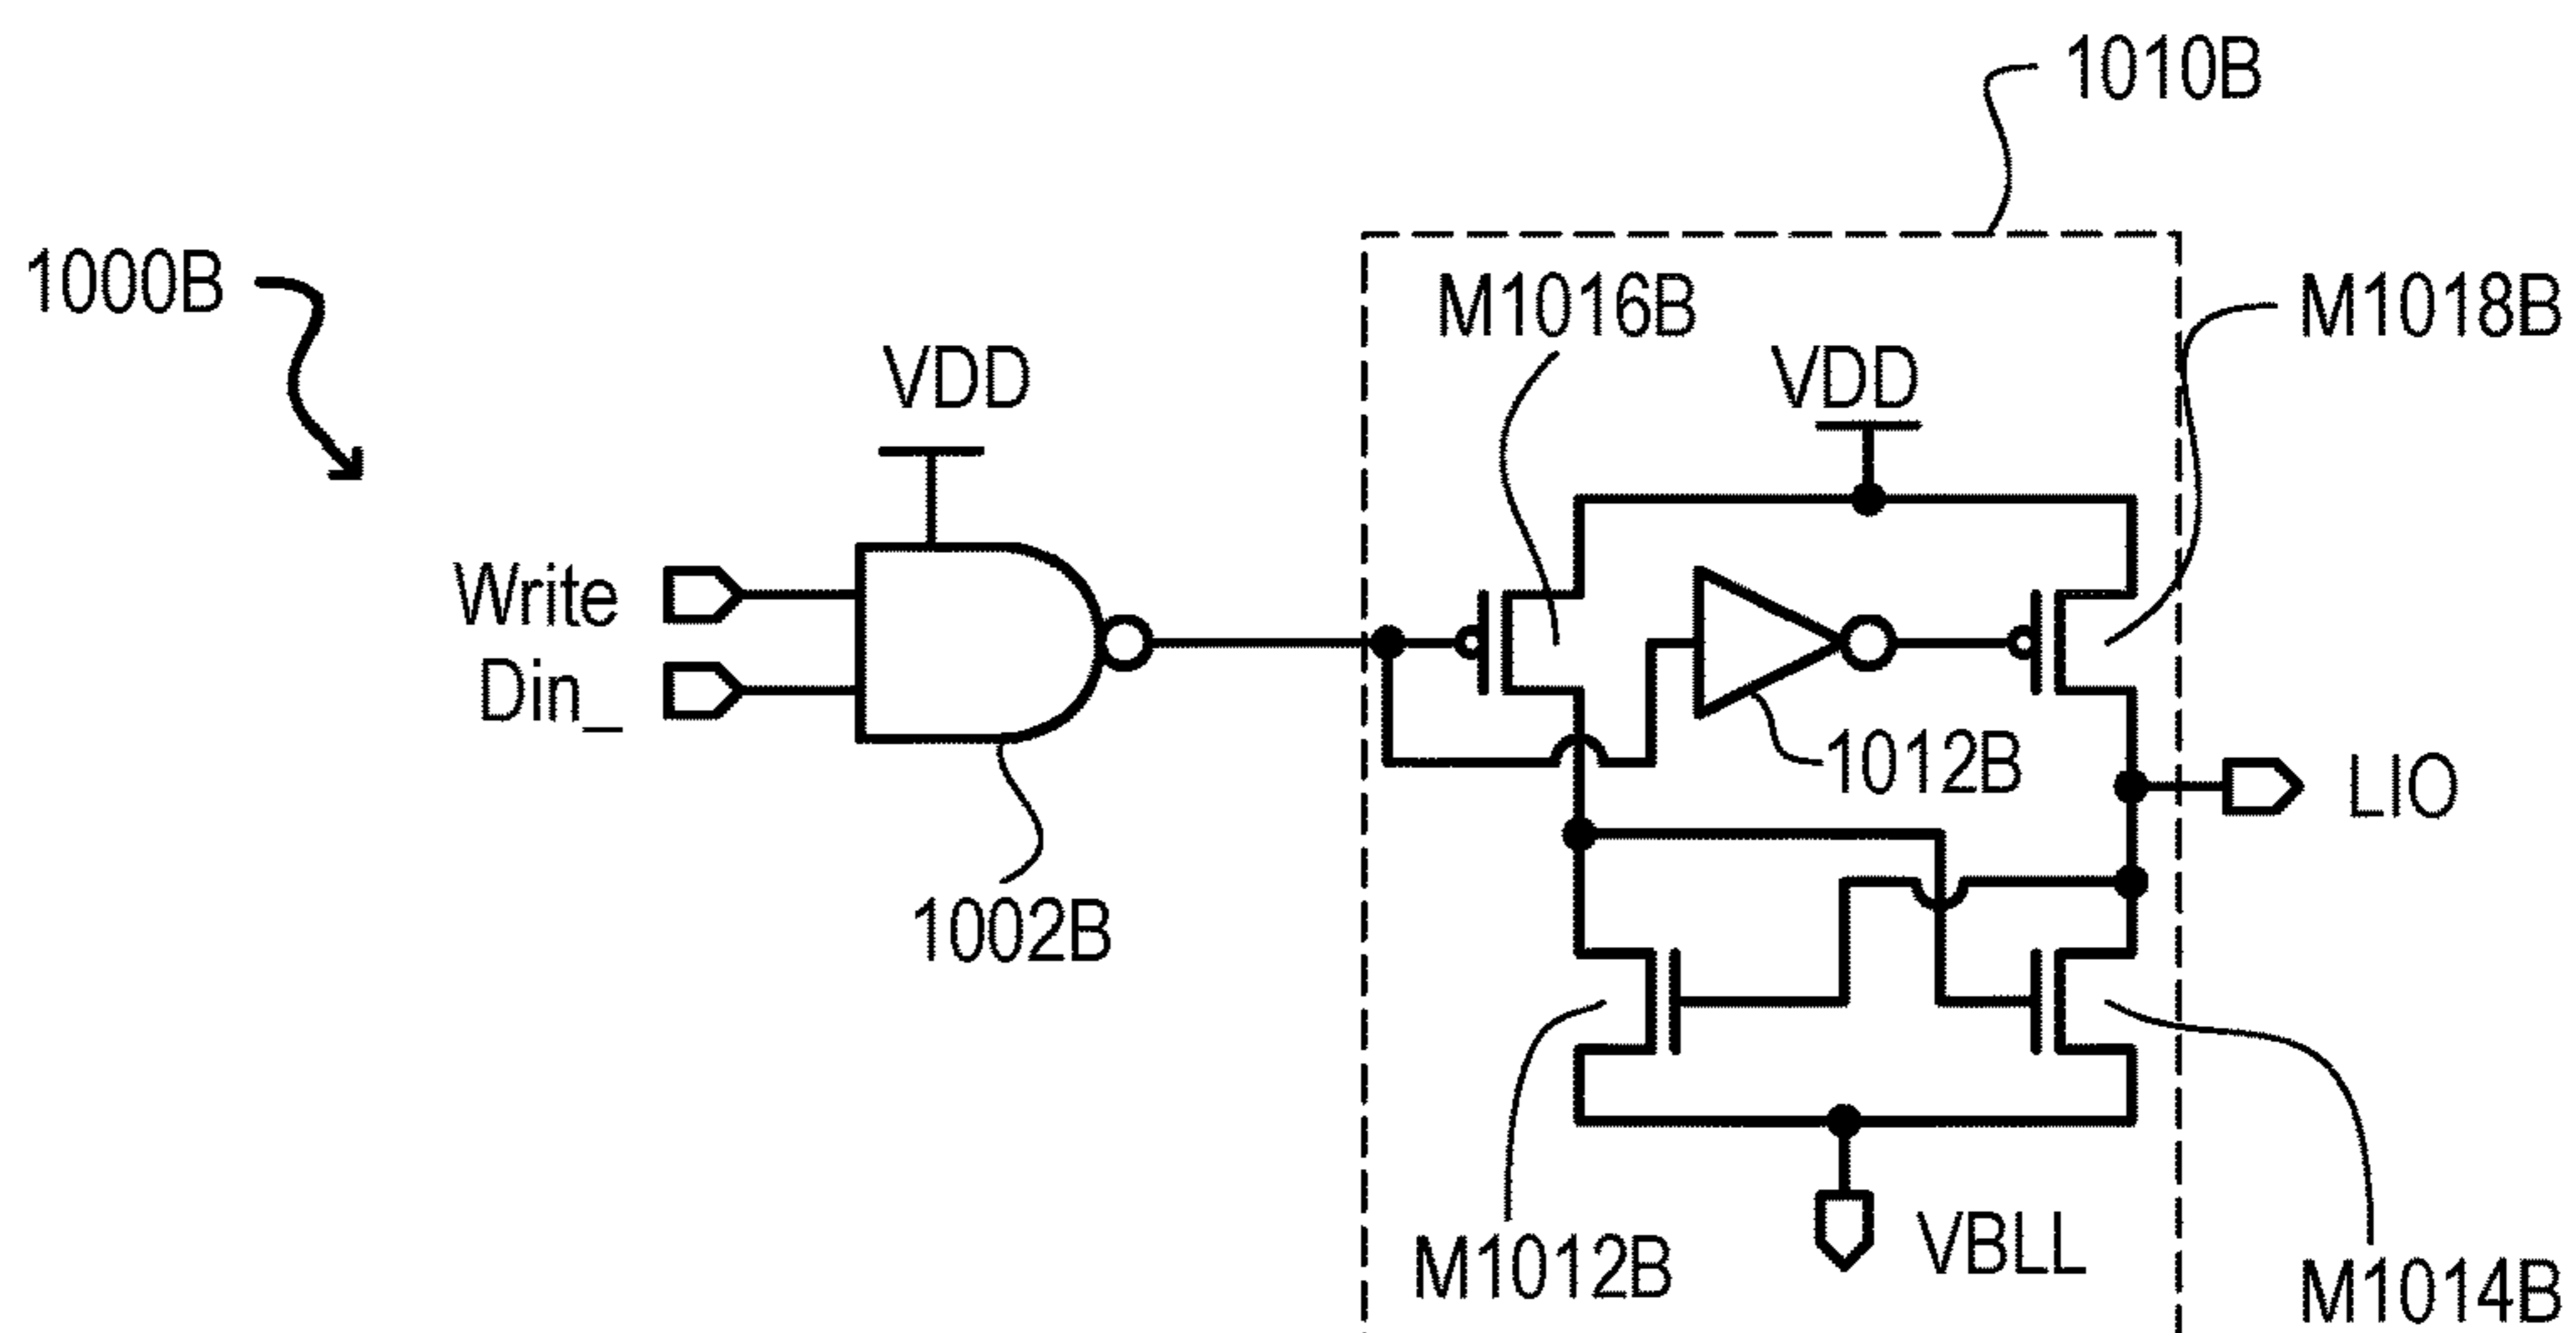 1010B
1000B
M1016B
M1018B
VDD
VDD
Write
Din_
1012B
LIO
1002B
M1012B
VBLL
M1014B